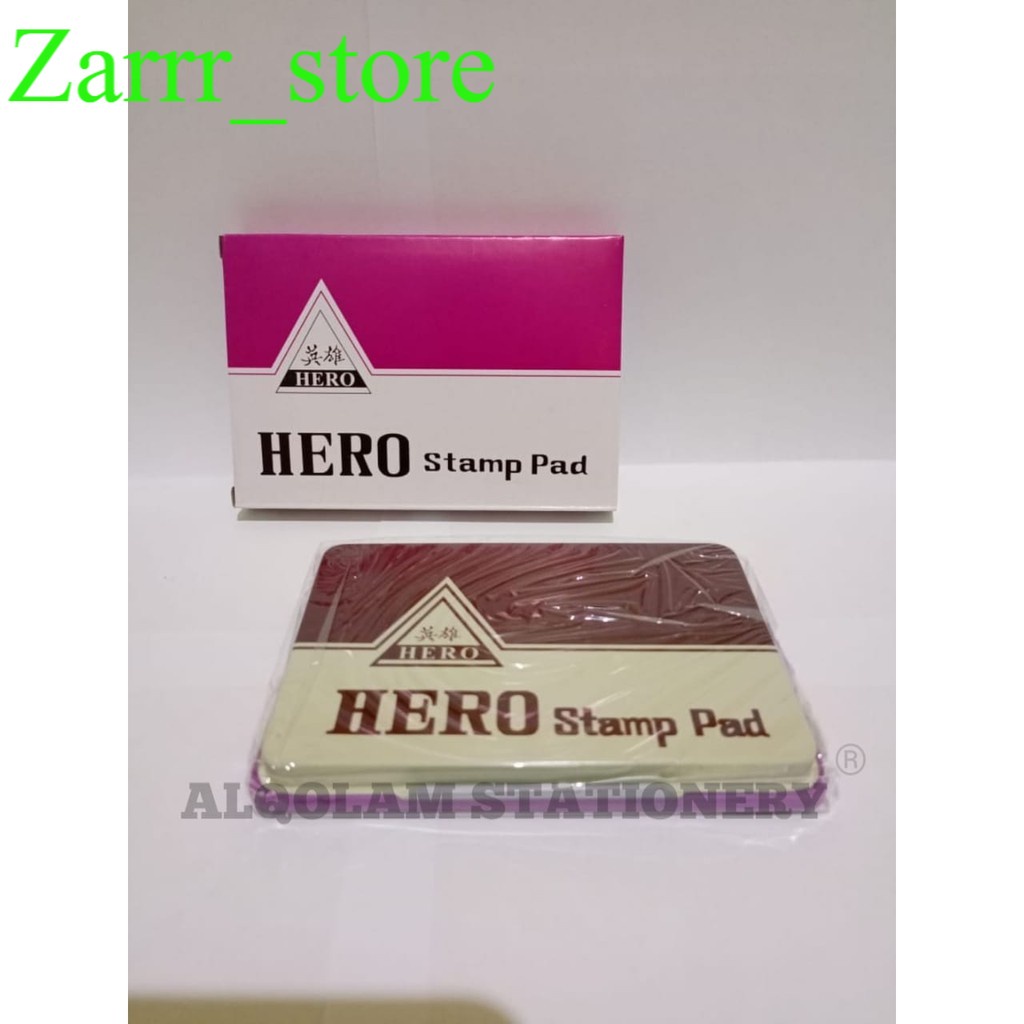 Zarrr_store
英雄
HERO
HERO Stamp Pad
英雄
HERO
HERO Stamp Pad
ALQOLAM STATIONERY ®